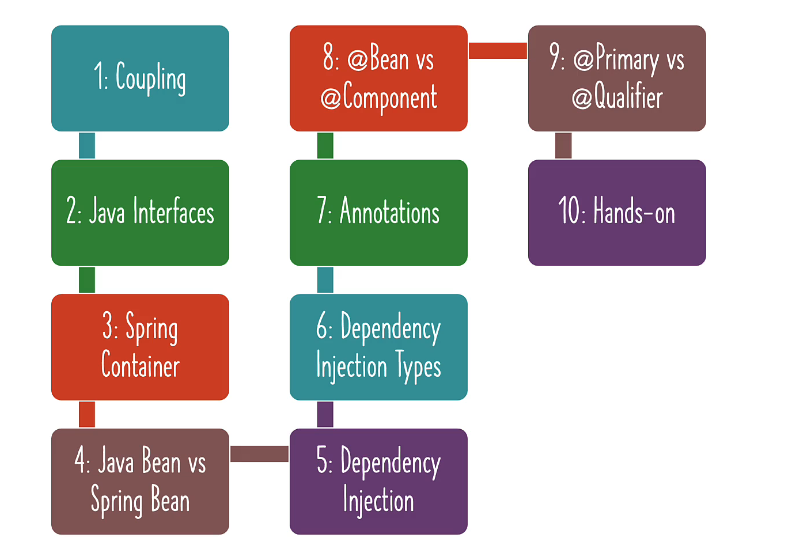 1: Coupling
2: Java Interfaces
3: Spring
Container
4: Java Bean vs
Spring Bean
5: Dependency
Injection
6: Dependency
Injection Types
7: Annotations
8: @Bean vs
@Component
9: @Primary vs
@Qualifier
10: Hands-on